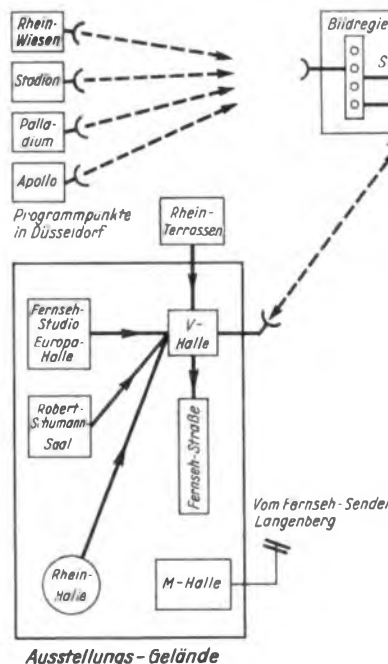 Rhein-
Wiesen
Stadion
Palla-
dium
Apollo
Programmpunkte
in Düsseldorf
Bildregie
S
Rhein-
Terrassen
Fernseh-
Studio
Europa-
Halle
V-
Halle
Robert-
Schumann-
Saal
Fernseh-Straße
Rhein-
Halle
M-Halle
Vom Fernseh-Sender
Langenberg
Ausstellungs-Gelände